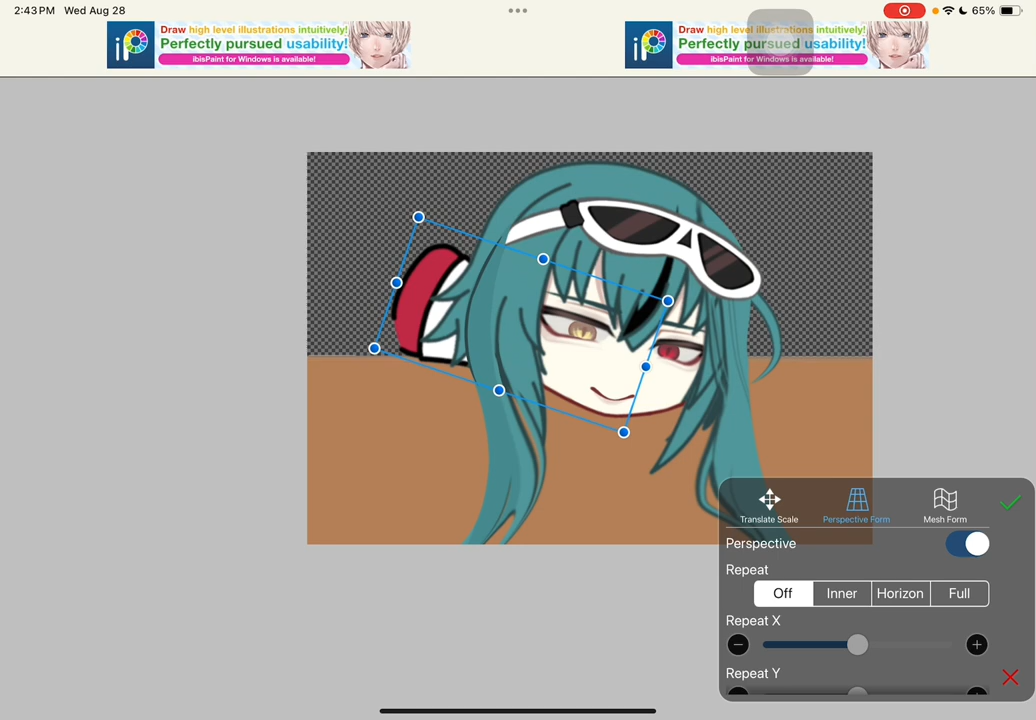 2:43 PM Wed Aug 28
65%
Draw high level illustrations intuitively!
Perfectly pursued usability!
ibisPaint for Windows is available!
Draw high level illustrations intuitively!
Perfectly pursued usability!
ibisPaint for Windows is available!
Translate Scale
Perspective Form
Mesh Form
Perspective
Repeat
Off
Inner
Horizon
Full
Repeat X
Repeat Y